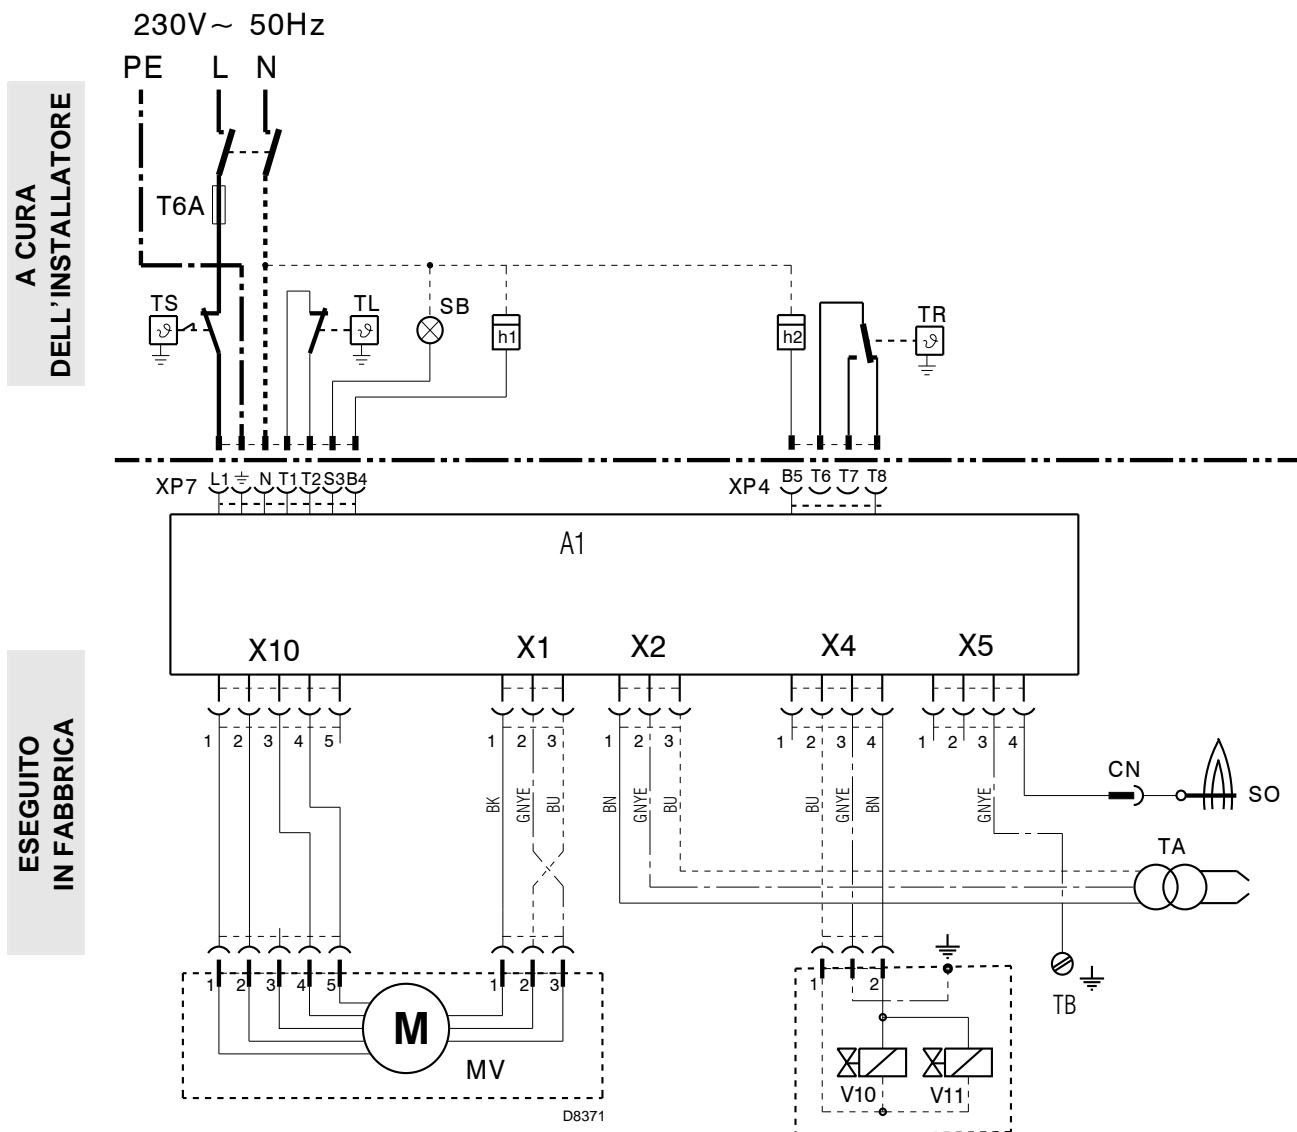 230V~ 50Hz
PE L N
A CURA
DELL'INSTALLATORE
T6A
TS TL SB h1 h2 TR
ϑ ϑ ϑ
XP7 L1 N T1 T2 S3 B4 XP4 B5 T6 T7 T8
A1
X10 X1 X2 X4 X5
1 2 3 4 5 1 2 3 1 2 3 1 2 3 4 1 2 3 4
ESEGUITO
IN FABBRICA
BK GNYE BU BN GNYE BU BU GNYE BN GNYE
CN SO
TA
1 2 3 4 5 1 2 3 1 2
TB
M
MV
V10 V11
D8371